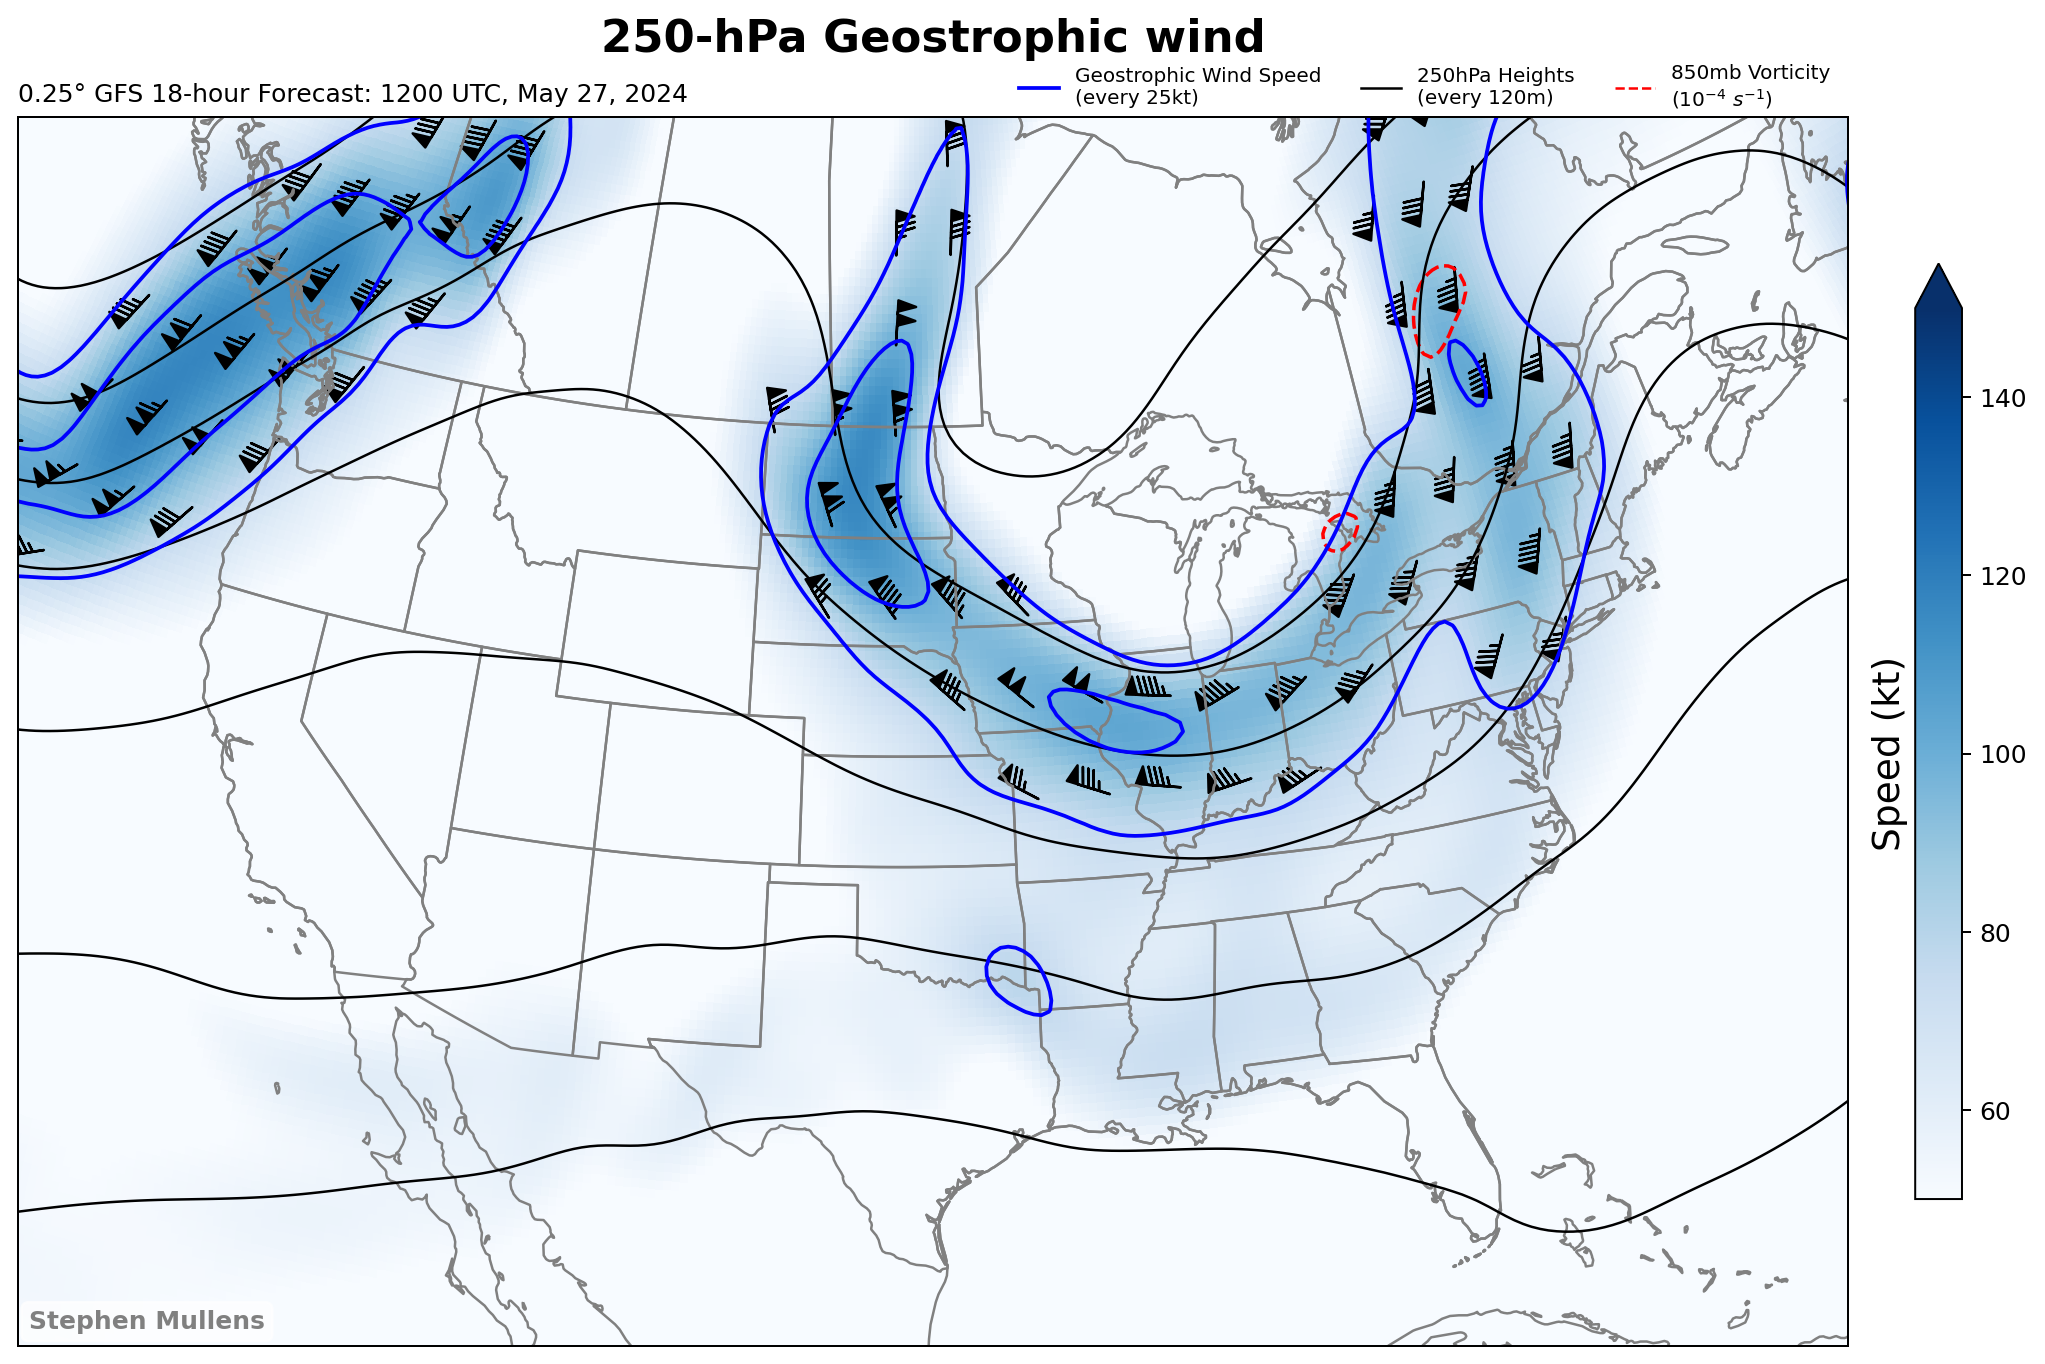 250-hPa Geostrophic wind
0.25° GFS 18-hour Forecast: 1200 UTC, May 27, 2024
Geostrophic Wind Speed
(every 25kt)
250hPa Heights
(every 120m)
850mb Vorticity
(10⁻⁴ s⁻¹)
140
120
100
80
60
Speed (kt)
Stephen Mullens